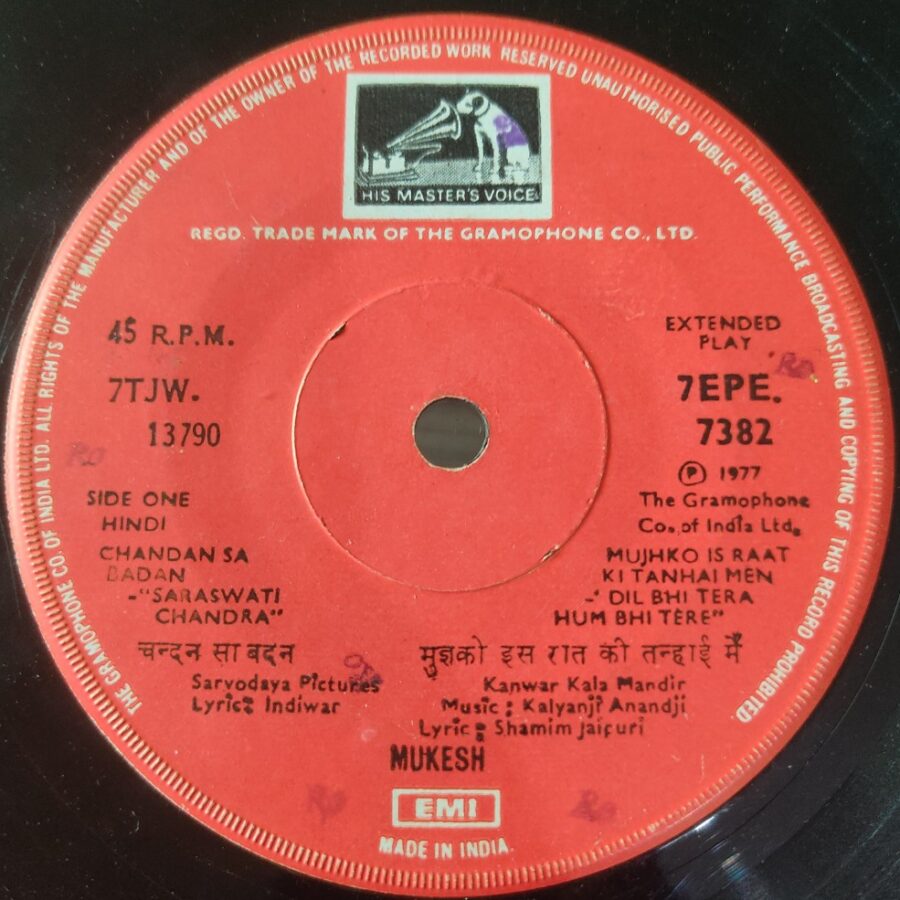 THE GRAMOPHONE CO. OF INDIA LTD. ALL RIGHTS OF THE MANUFACTURER AND OF THE OWNER OF THE RECORDED WORK RESERVED UNAUTHORISED PUBLIC PERFORMANCE BROADCASTING AND COPYING OF THIS RECORD PROHIBITED.
HIS MASTER'S VOICE
REGD. TRADE MARK OF THE GRAMOPHONE CO., LTD.
45 R.P.M.
7TJW.
13790
SIDE ONE
HINDI
CHANDAN SA
BADAN
-"SARASWATI
CHANDRA"
चन्दन सा बदन
Sarvodaya Pictures
Lyric: Indiwar
EXTENDED
PLAY
7EPE.
7382
Ⓟ 1977
The Gramophone
Co. of India Ltd.
MUJHKO IS RAAT
KI TANHAI MEN
-' DIL BHI TERA
HUM BHI TERE"
मुझको इस रात की तन्हाई में
Kanwar Kala Mandir
Music: Kalyanji Anandji
Lyric: Shamim Jaipuri
MUKESH
EMI
MADE IN INDIA.